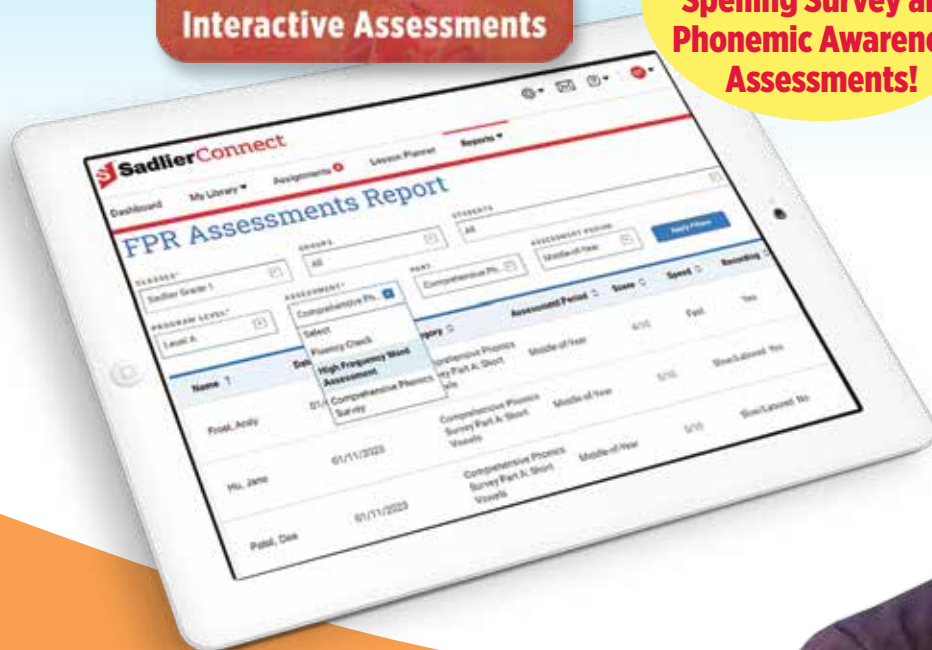 Interactive Assessments
Spelling Survey
Phonemic
Assessments!
SadlierConnect
Dashboard My Library Assignments Lesson Planner Reports
FPR Assessments Report
CLASSES* GROUPS STUDENTS
Sadlier Grade 1 All All
PROGRAM LEVEL* ASSESSMENT* PART ASSESSMENT PERIOD
Level A Comprehensive Ph... Comprehensive Ph... Middle-of-Year Apply Filters
Select
Fluency Check
High Frequency Word
Assessment
Comprehensive Phonics
Survey
Name Assessment Period Score Speed Recording
Frost, Andy Survey Part A: Short Middle-of-Year 4/10 Fast Yes
Hu, Jane 01/11/2023 Comprehensive Phonics
Survey Part A: Short
Vowels Middle-of-Year Slow/Labored Yes
Patel, Dee 01/11/2023 Comprehensive Phonics
Survey Part A: Short
Vowels Middle-of-Year Slow/Labored No